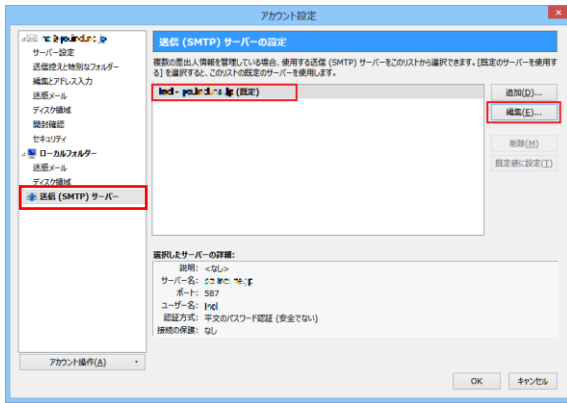 アカウント設定
サーバー設定
送信控えと特別なフォルダー
編集とアドレス入力
迷惑メール
ディスク領域
開封確認
セキュリティ
ローカルフォルダー
迷惑メール
ディスク領域
送信 (SMTP) サーバー
アカウント操作(A)
送信 (SMTP) サーバーの設定
複数の差出人情報を管理している場合、使用する送信 (SMTP) サーバーをこのリストから選択できます。[既定のサーバーを使用す
る] を選択すると、このリストの既定のサーバーを使用します。
(既定)
追加(D)...
編集(E)...
削除(M)
既定値に設定(T)
選択したサーバーの詳細:
説明: <なし>
サーバー名:
ポート: 587
ユーザー名:
認証方式: 平文のパスワード認証 (安全でない)
接続の保護: なし
OK
キャンセル